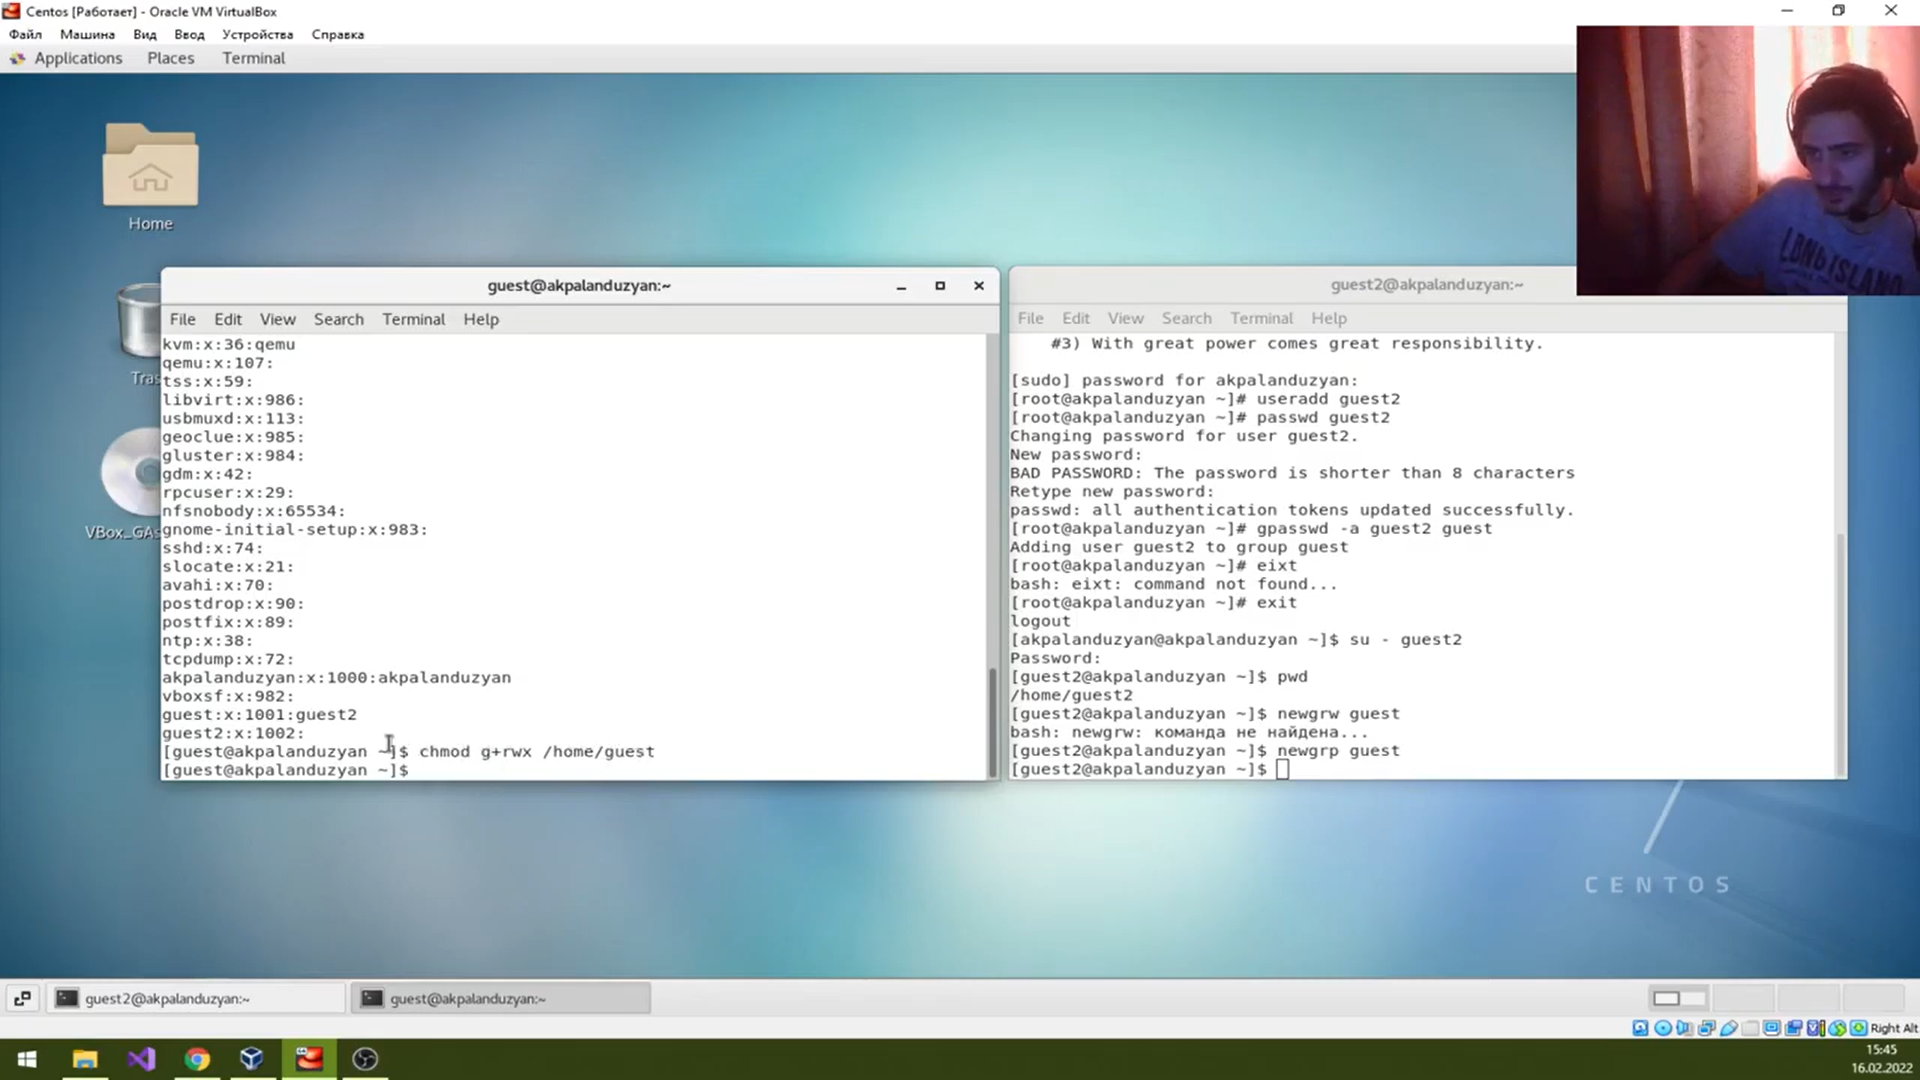 Centos [Работает] - Oracle VM VirtualBox
Файл Машина Вид Ввод Устройства Справка
Applications Places Terminal
Home
VBox_GAs
guest@akpalanduzyan:~
File Edit View Search Terminal Help
kvm:x:36:qemu
qemu:x:107:
tss:x:59:
libvirt:x:986:
usbmuxd:x:113:
geoclue:x:985:
gluster:x:984:
gdm:x:42:
rpcuser:x:29:
nfsnobody:x:65534:
gnome-initial-setup:x:983:
sshd:x:74:
slocate:x:21:
avahi:x:70:
postdrop:x:90:
postfix:x:89:
ntp:x:38:
tcpdump:x:72:
akpalanduzyan:x:1000:akpalanduzyan
vboxsf:x:982:
guest:x:1001:guest2
guest2:x:1002:
[guest@akpalanduzyan ~]$ chmod g+rwx /home/guest
[guest@akpalanduzyan ~]$
guest2@akpalanduzyan:~
File Edit View Search Terminal Help
#3) With great power comes great responsibility.
[sudo] password for akpalanduzyan:
[root@akpalanduzyan ~]# useradd guest2
[root@akpalanduzyan ~]# passwd guest2
Changing password for user guest2.
New password:
BAD PASSWORD: The password is shorter than 8 characters
Retype new password:
passwd: all authentication tokens updated successfully.
[root@akpalanduzyan ~]# gpasswd -a guest2 guest
Adding user guest2 to group guest
[root@akpalanduzyan ~]# eixt
bash: eixt: command not found...
[root@akpalanduzyan ~]# exit
logout
[akpalanduzyan@akpalanduzyan ~]$ su - guest2
Password:
[guest2@akpalanduzyan ~]$ pwd
/home/guest2
[guest2@akpalanduzyan ~]$ newgrw guest
bash: newgrw: команда не найдена...
[guest2@akpalanduzyan ~]$ newgrp guest
[guest2@akpalanduzyan ~]$
CENTOS
guest2@akpalanduzyan:~
guest@akpalanduzyan:~
Right Alt
15:45
16.02.2022